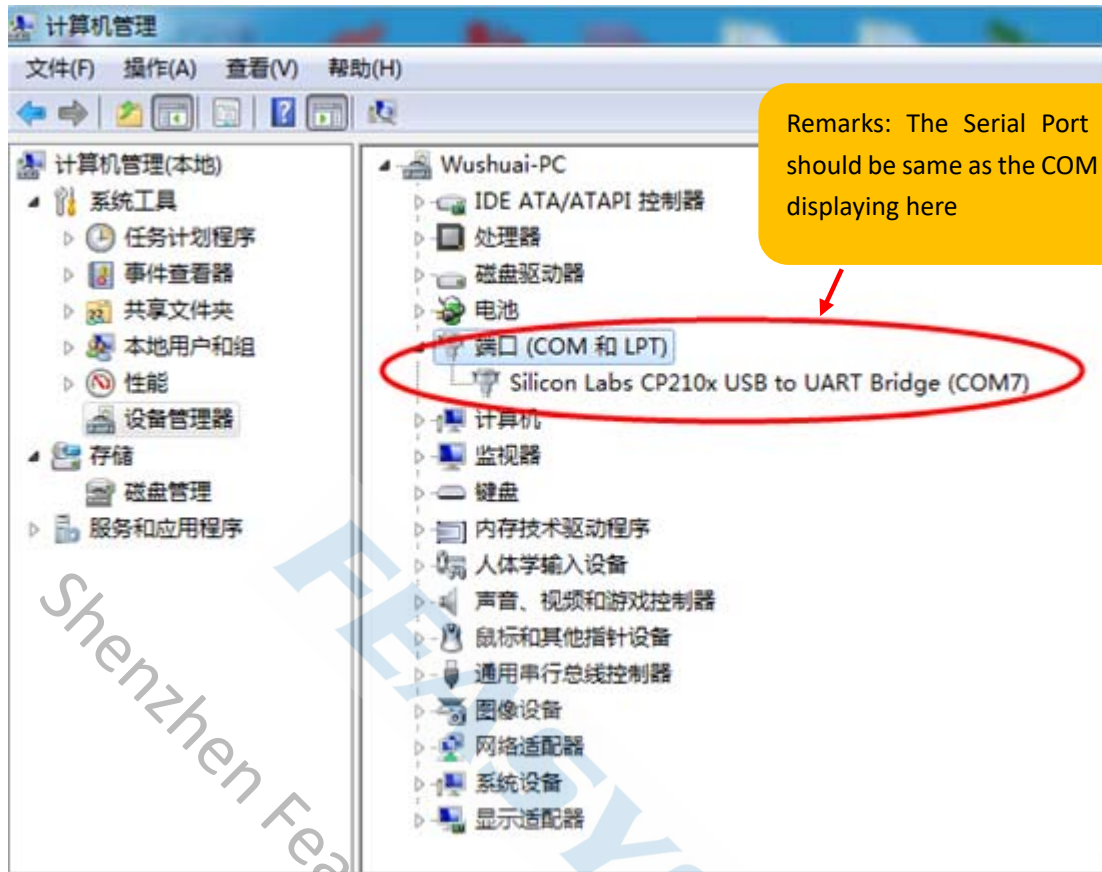 计算机管理
文件(F) 操作(A) 查看(V) 帮助(H)
Remarks: The Serial Port
should be same as the COM
displaying here
计算机管理(本地)
系统工具
任务计划程序
事件查看器
共享文件夹
本地用户和组
性能
设备管理器
存储
磁盘管理
服务和应用程序
Wushuai-PC
IDE ATA/ATAPI 控制器
处理器
磁盘驱动器
电池
端口 (COM 和 LPT)
Silicon Labs CP210x USB to UART Bridge (COM7)
计算机
监视器
键盘
内存技术驱动程序
人体学输入设备
声音、视频和游戏控制器
鼠标和其他指针设备
通用串行总线控制器
图像设备
网络适配器
系统设备
显示适配器
Shenzhen Fea
FEASY